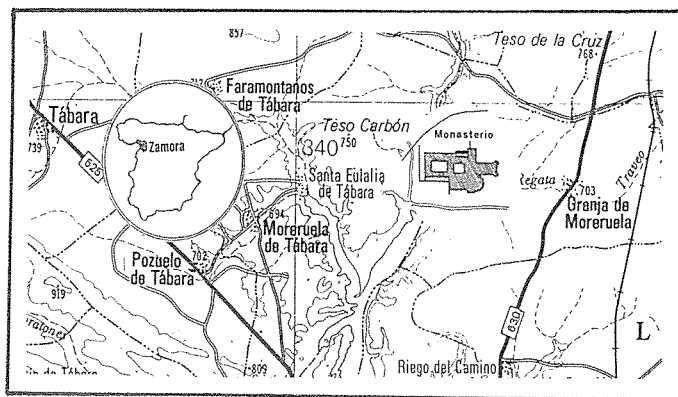 857
Teso de la Cruz
768
Faramontanos
de Tábara
Tábara
739
625
Zamora
Teso Carbón
340
750
Monasterio
Santa Eulalia
de Tábara
703
Granja de
Moreruela
Traveo
694
Moreruela
de Tábara
702
Pozuelo
de Tábara
919
630
L
Riego del Camino
809